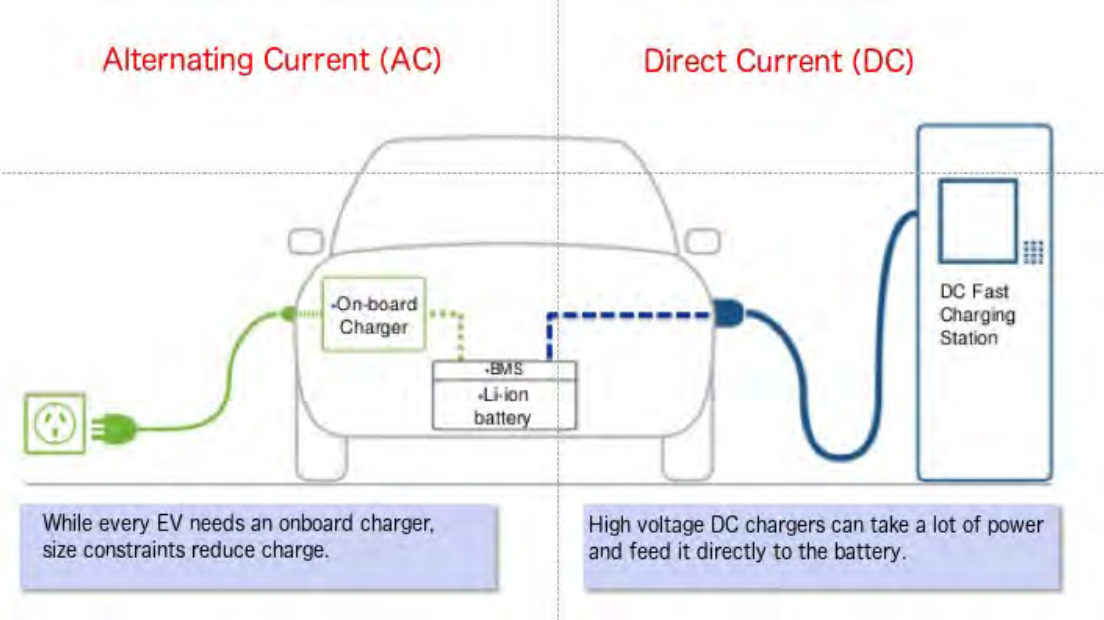 Alternating Current (AC)
Direct Current (DC)
•On-board
Charger
•BMS
•Li-ion
battery
DC Fast
Charging
Station
While every EV needs an onboard charger,
size constraints reduce charge.
High voltage DC chargers can take a lot of power
and feed it directly to the battery.